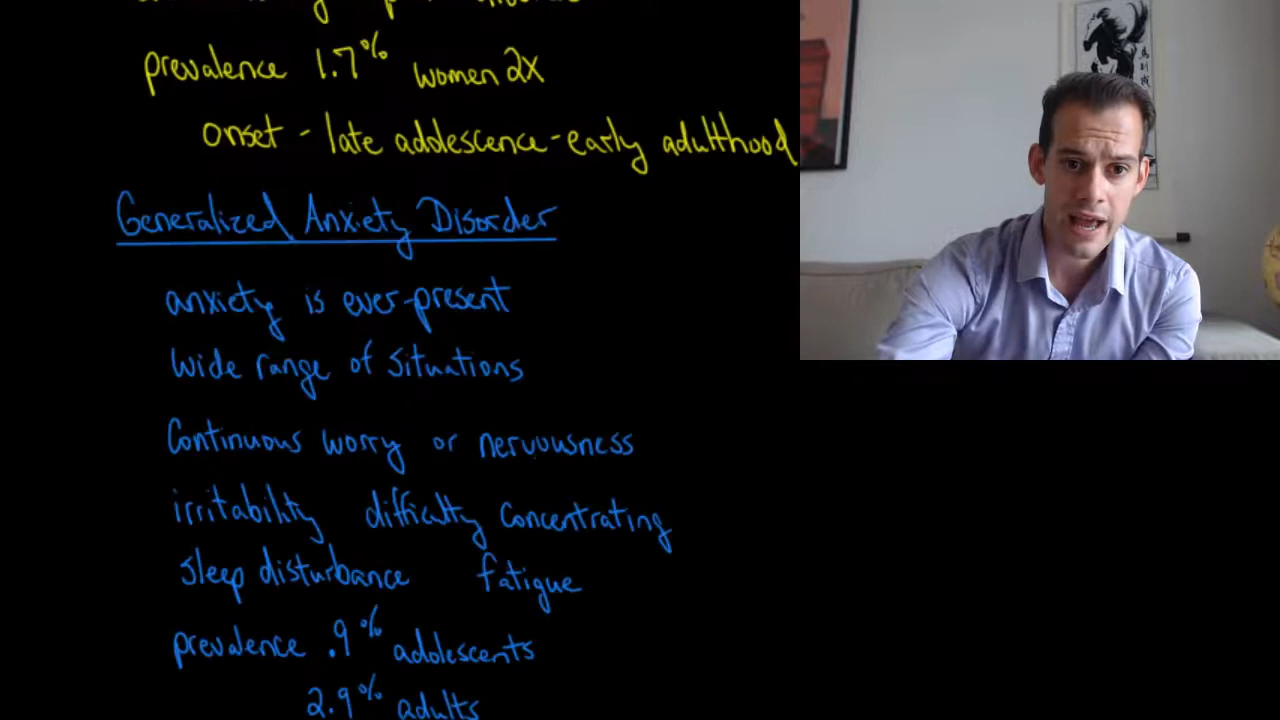 prevalence 1.7% women 2x
onset - late adolescence - early adulthood
Generalized Anxiety Disorder
anxiety is ever-present
wide range of situations
Continuous worry or nervousness
irritability difficulty concentrating
sleep disturbance fatigue
prevalence .9% adolescents
2.9% adults